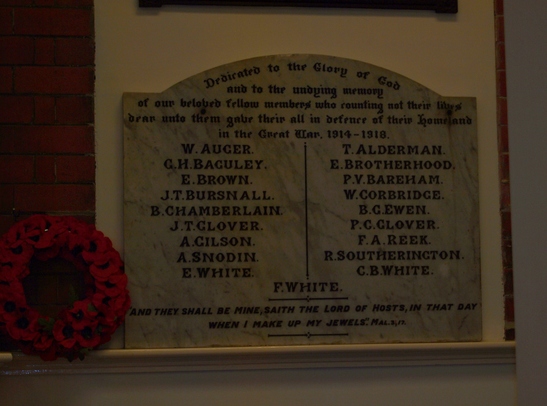 Dedicated to the Glory of God
and to the undying memory
of our beloved fellow members who counting not their lives
dear unto them gave their all in defence of their Home and
in the Great War, 1914-1918.
W. AUGER. T. ALDERMAN.
G.H. BAGULEY. E. BROTHERHOOD.
E. BROWN. P.V. BAREHAM.
J.T. BURSNALL. W. CORBRIDGE.
B. CHAMBERLAIN. B.G. EWEN.
J.T. GLOVER. P.C. GLOVER.
A. GILSON. F.A. REEK.
A. SNODIN. R. SOUTHERINGTON.
E. WHITE. C.B. WHITE.
F. WHITE.
"AND THEY SHALL BE MINE, SAITH THE LORD OF HOSTS, IN THAT DAY
WHEN I MAKE UP MY JEWELS." MAL. 3, 17.